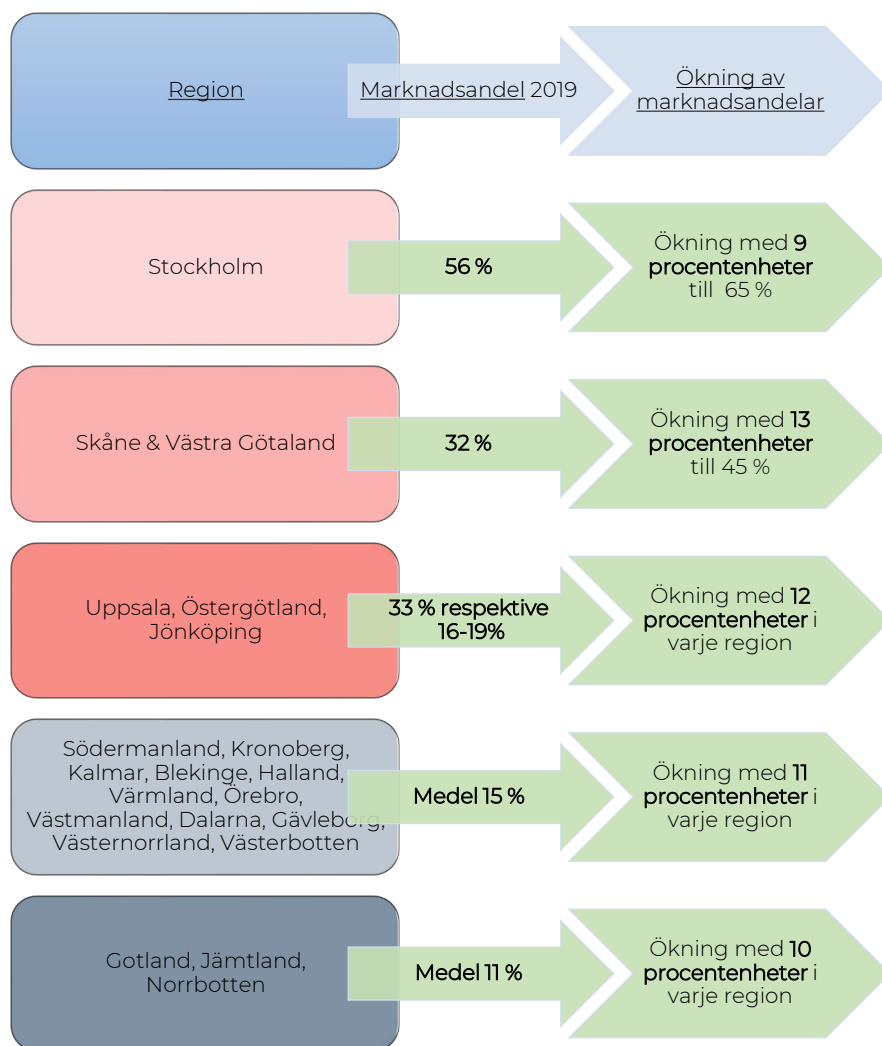 Region
Marknadsandel 2019
Ökning av
marknadsandelar
Stockholm
56 %
Ökning med 9
procentenheter
till 65 %
Skåne & Västra Götaland
32 %
Ökning med 13
procentenheter
till 45 %
Uppsala, Östergötland,
Jönköping
33 % respektive
16-19%
Ökning med 12
procentenheter i
varje region
Södermanland, Kronoberg,
Kalmar, Blekinge, Halland,
Värmland, Örebro,
Västmanland, Dalarna, Gävleborg,
Västernorrland, Västerbotten
Medel 15 %
Ökning med 11
procentenheter i
varje region
Gotland, Jämtland,
Norrbotten
Medel 11 %
Ökning med 10
procentenheter i
varje region